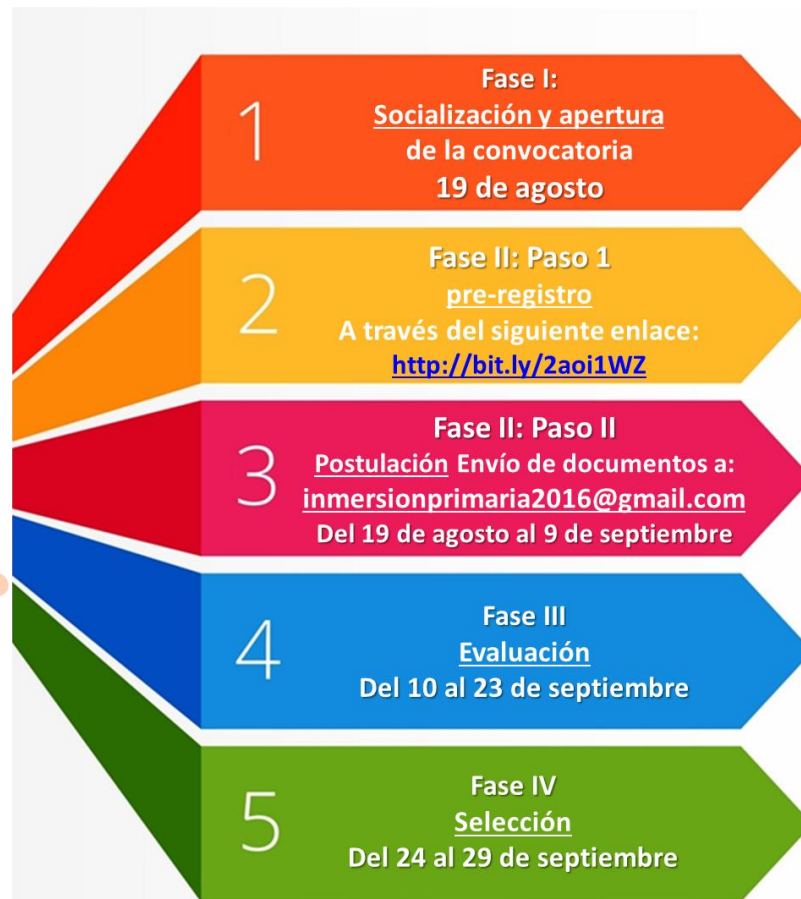 1
Fase I:
Socialización y apertura
de la convocatoria
19 de agosto
2
Fase II: Paso 1
pre-registro
A través del siguiente enlace:
http://bit.ly/2aoi1WZ
3
Fase II: Paso II
Postulación Envío de documentos a:
inmersionprimaria2016@gmail.com
Del 19 de agosto al 9 de septiembre
4
Fase III
Evaluación
Del 10 al 23 de septiembre
5
Fase IV
Selección
Del 24 al 29 de septiembre